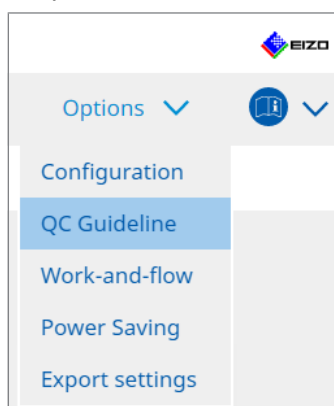 EIZO
Options
Configuration
QC Guideline
Work-and-flow
Power Saving
Export settings